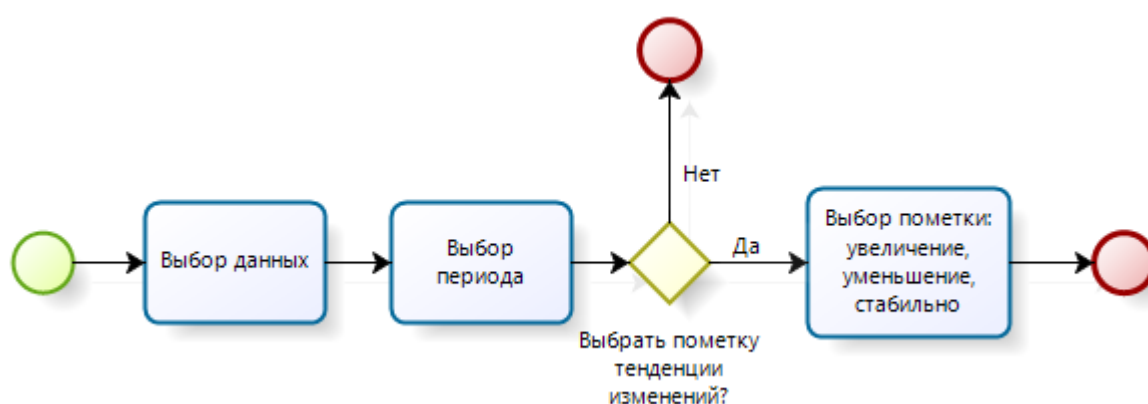 Выбор данных
Выбор
периода
Выбрать пометку
тенденции
изменений?
Нет
Да
Выбор пометки:
увеличение,
уменьшение,
стабильно